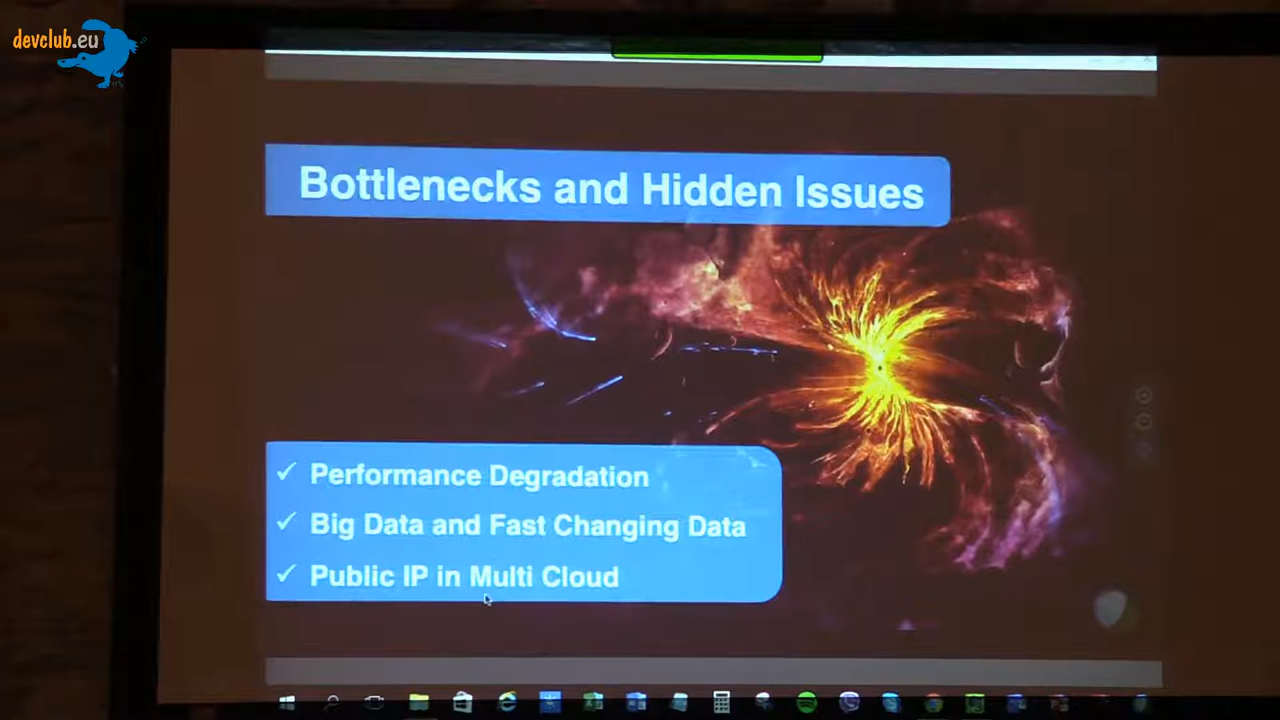 devclub.eu
Bottlenecks and Hidden Issues
✓ Performance Degradation
✓ Big Data and Fast Changing Data
✓ Public IP in Multi Cloud